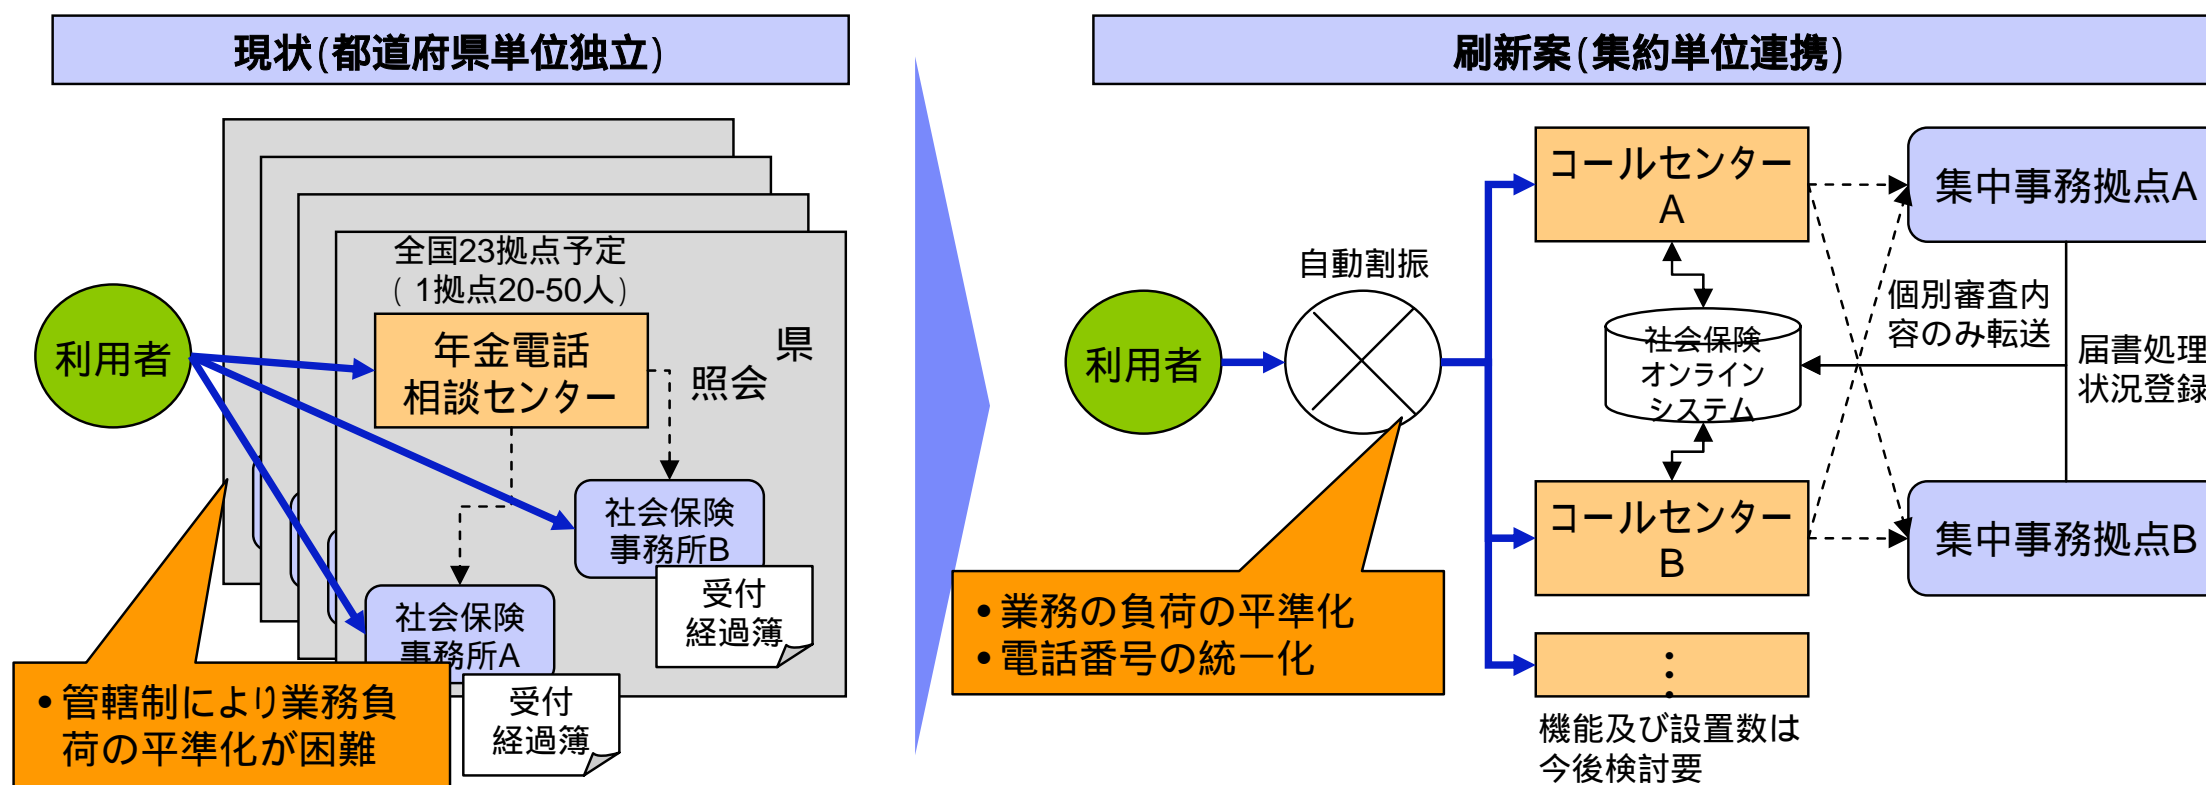 現状(都道府県単位独立)
全国23拠点予定
(1拠点20-50人)
利用者
年金電話
相談センター
県
照会
社会保険
事務所B
受付
経過簿
社会保険
事務所A
受付
経過簿
•管轄制により業務負
荷の平準化が困難
刷新案(集約単位連携)
利用者
自動割振
コールセンター
A
集中事務拠点A
個別審査内
容のみ転送
社会保険
オンライン
システム
届書処理
状況登録
コールセンター
B
集中事務拠点B
•業務の負荷の平準化
•電話番号の統一化
⋮
機能及び設置数は
今後検討要